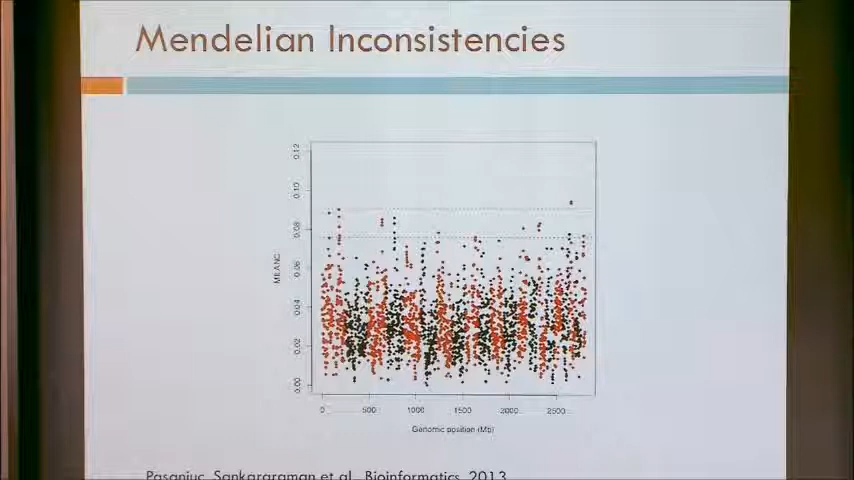 Mendelian Inconsistencies
0.12
0.10
0.08
0.06
0.04
0.02
0.00
MILANC
0 500 1000 1500 2000 2500
Genomic position (Mb)
Pasaniuc, Sankararaman et al., Bioinformatics, 2013